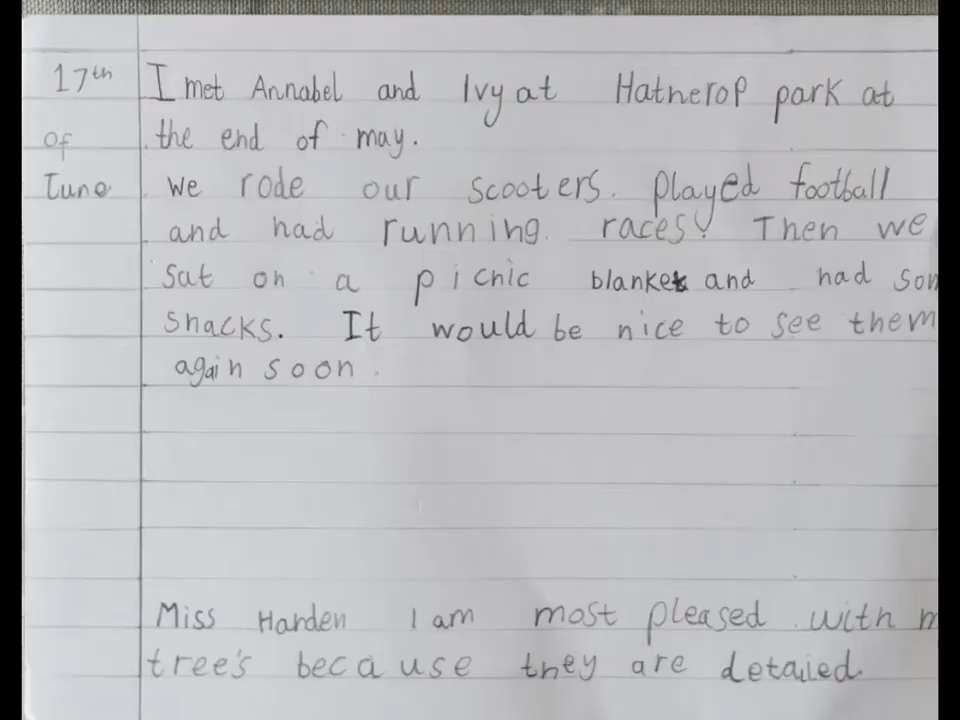 17th
of
June
I met Annabel and Ivy at Hatherop park at
the end of may.
we rode our scooters. played football
and had running races! Then we
sat on a picnic blanket and had som
snacks. It would be nice to see them
again soon.
Miss Harden I am most pleased with m
tree's because they are detailed